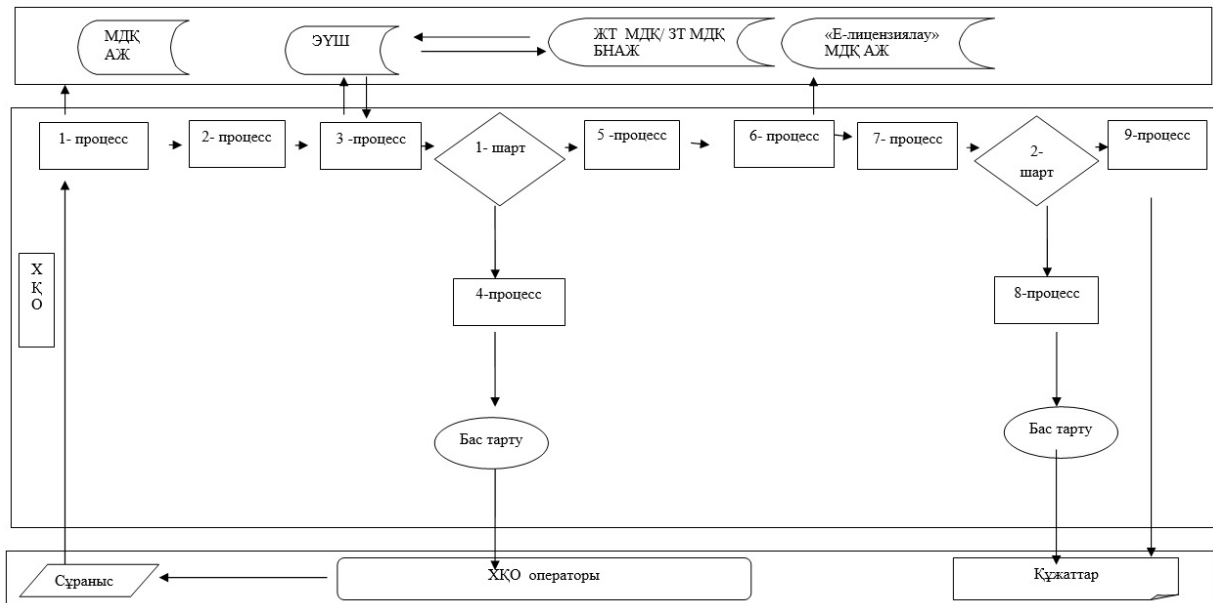 МДҚ
АЖ
ЭҮШ
ЖТ МДҚ/ ЗТ МДҚ
БНАЖ
«Е-лицензиялау»
МДҚ АЖ
1- процесс
2- процесс
3 -процесс
1- шарт
5 -процесс
6- процесс
7- процесс
2-
шарт
9-процесс
Х
Қ
О
4-процесс
8-процесс
Бас тарту
Бас тарту
Сұраныс
ХҚО операторы
Құжаттар